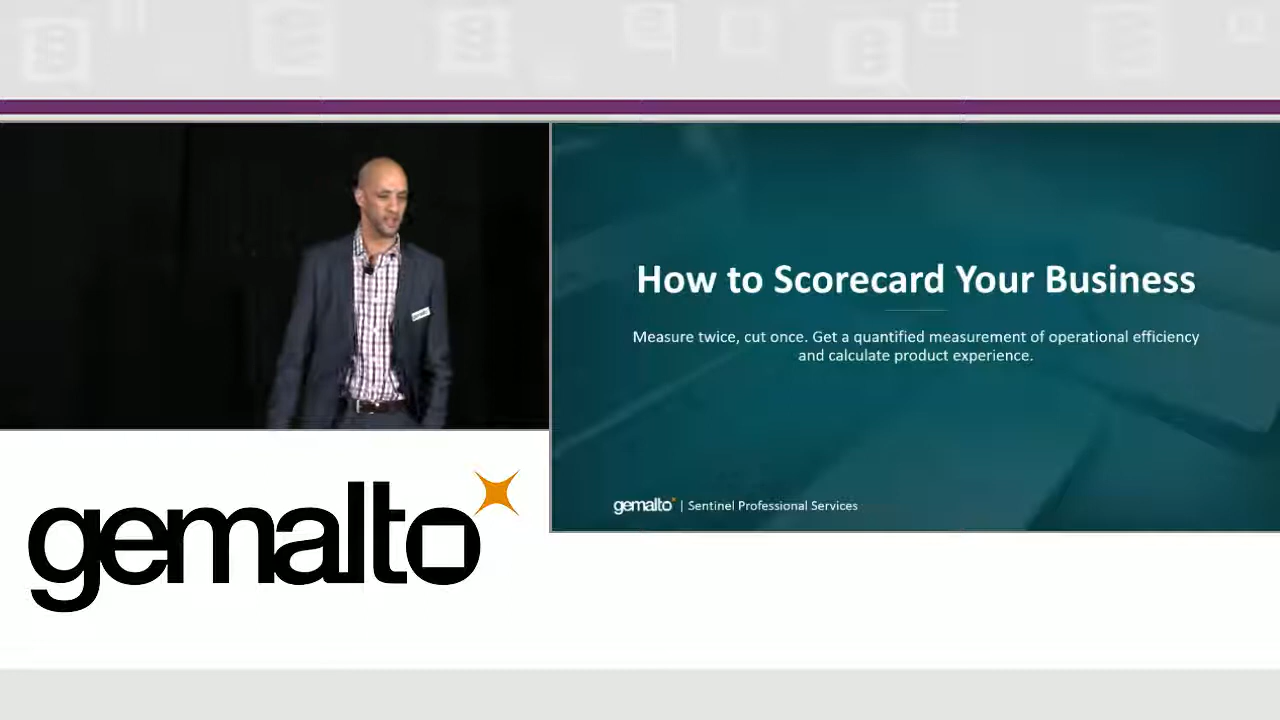 How to Scorecard Your Business
Measure twice, cut once. Get a quantified measurement of operational efficiency
and calculate product experience.
gemalto | Sentinel Professional Services
gemalto